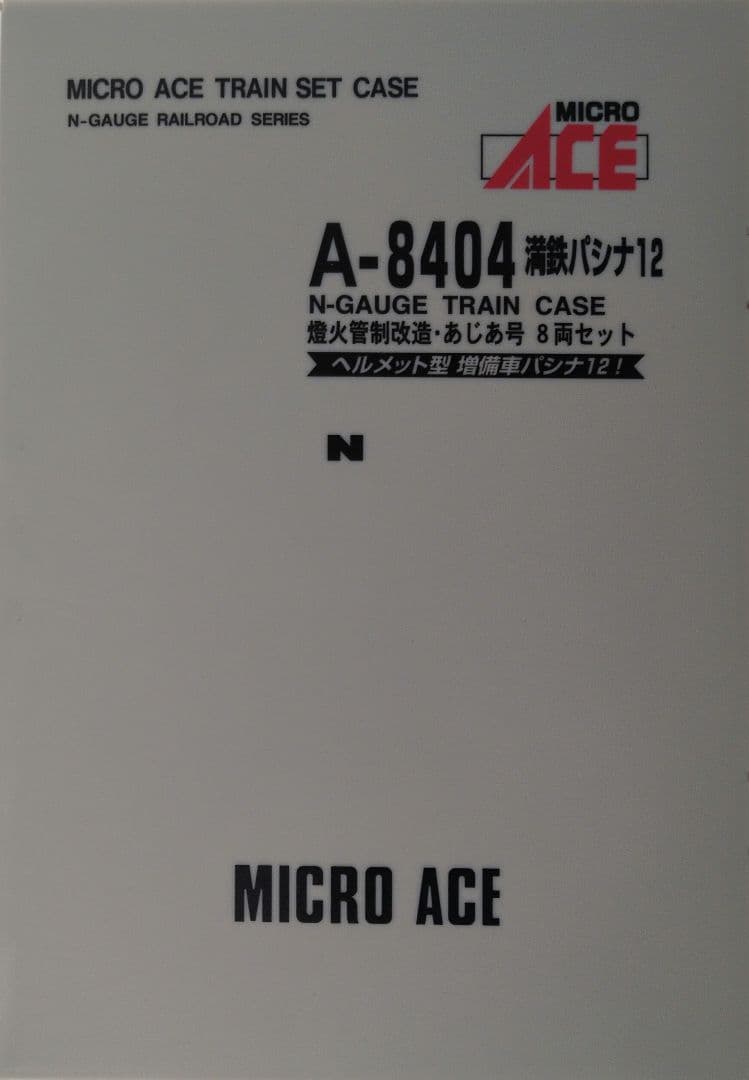 MICRO ACE TRAIN SET CASE
N-GAUGE RAILROAD SERIES
MICRO
ACE
A-8404 満鉄パシナ12
N-GAUGE TRAIN CASE
燈火管制改造・あじあ号 8両セット
ヘルメット型 増備車パシナ12!
N
MICRO ACE